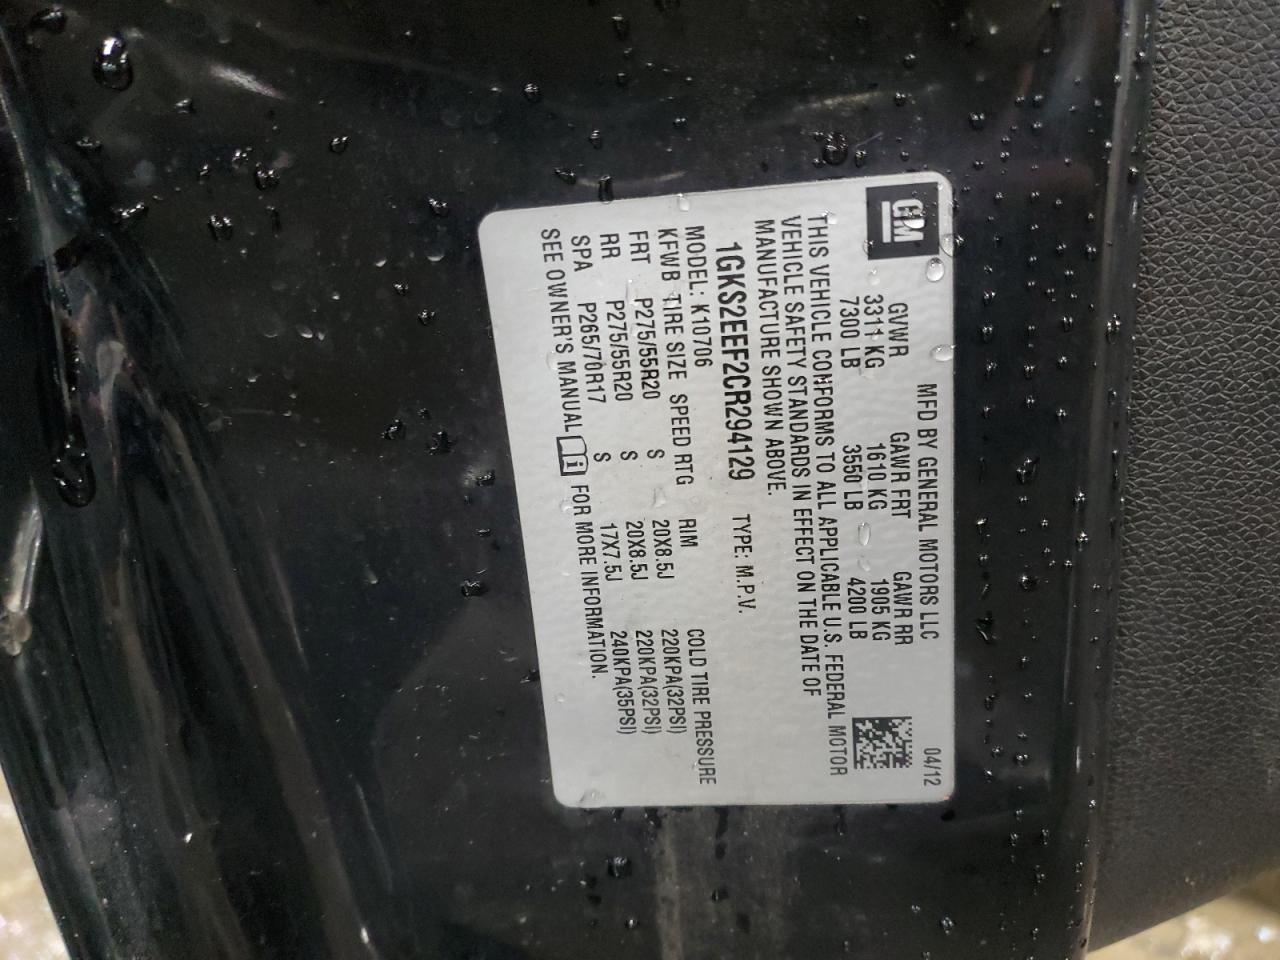 GM
MFD BY GENERAL MOTORS LLC 04/12
GVWR GAWR FRT GAWR RR
3311 KG 1610 KG 1905 KG
7300 LB 3550 LB 4200 LB
THIS VEHICLE CONFORMS TO ALL APPLICABLE U.S. FEDERAL MOTOR
VEHICLE SAFETY STANDARDS IN EFFECT ON THE DATE OF
MANUFACTURE SHOWN ABOVE.
1GKS2EEF2CR294129 TYPE: M.P.V.
MODEL: K10706
KFWB TIRE SIZE SPEED RTG RIM COLD TIRE PRESSURE
FRT P275/55R20 S 20X8.5J 220KPA(32PSI)
RR P275/55R20 S 20X8.5J 220KPA(32PSI)
SPA P265/70R17 S 17X7.5J 240KPA(35PSI)
SEE OWNER'S MANUAL i FOR MORE INFORMATION.